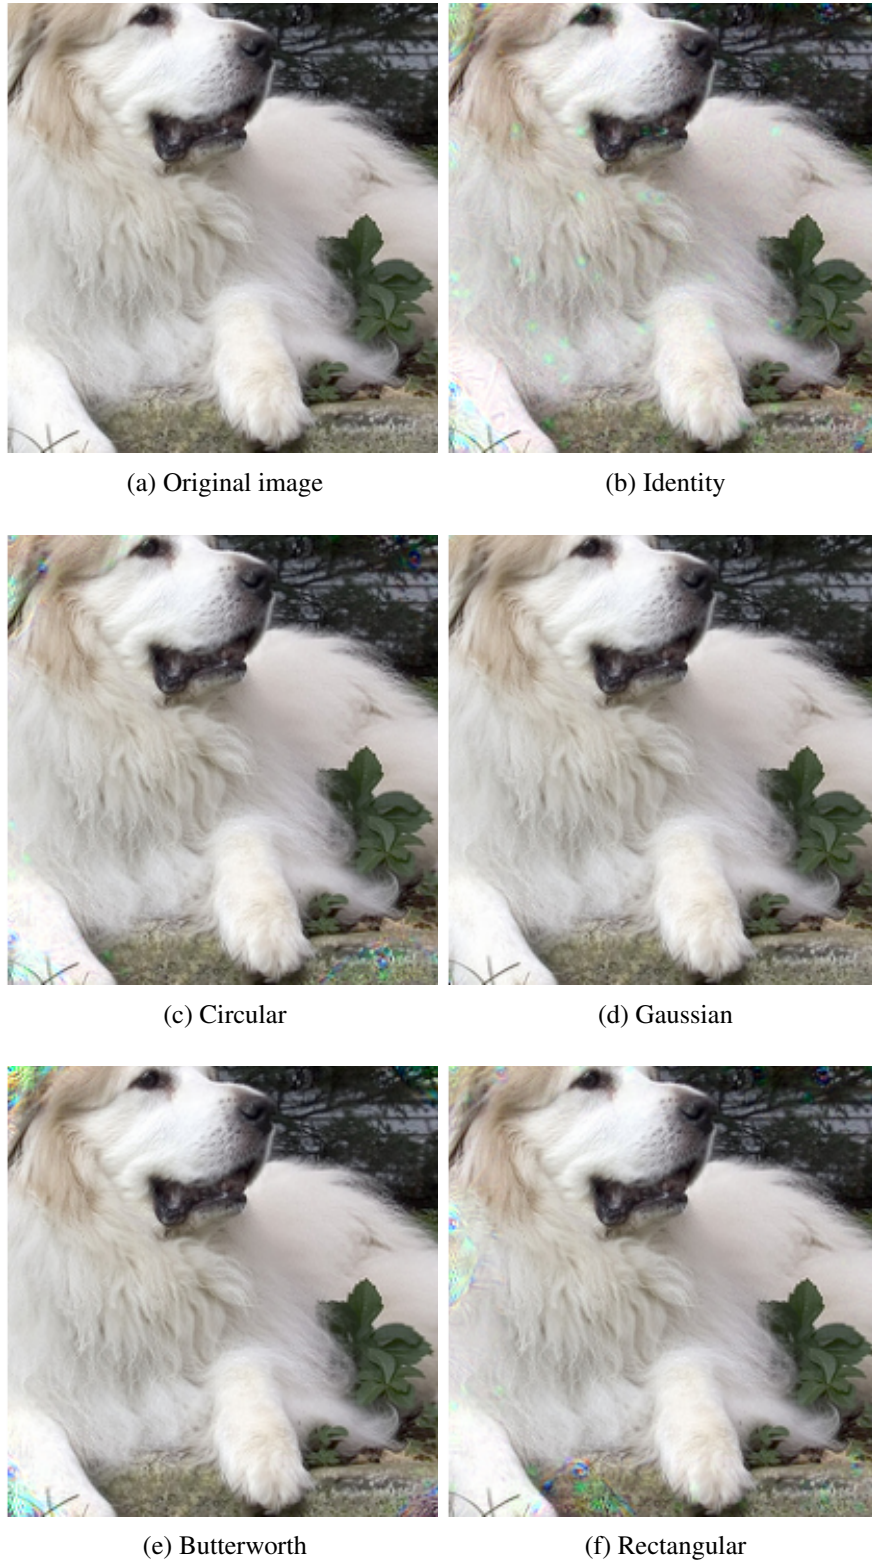 (a) Original image
(b) Identity
(c) Circular
(d) Gaussian
(e) Butterworth
(f) Rectangular